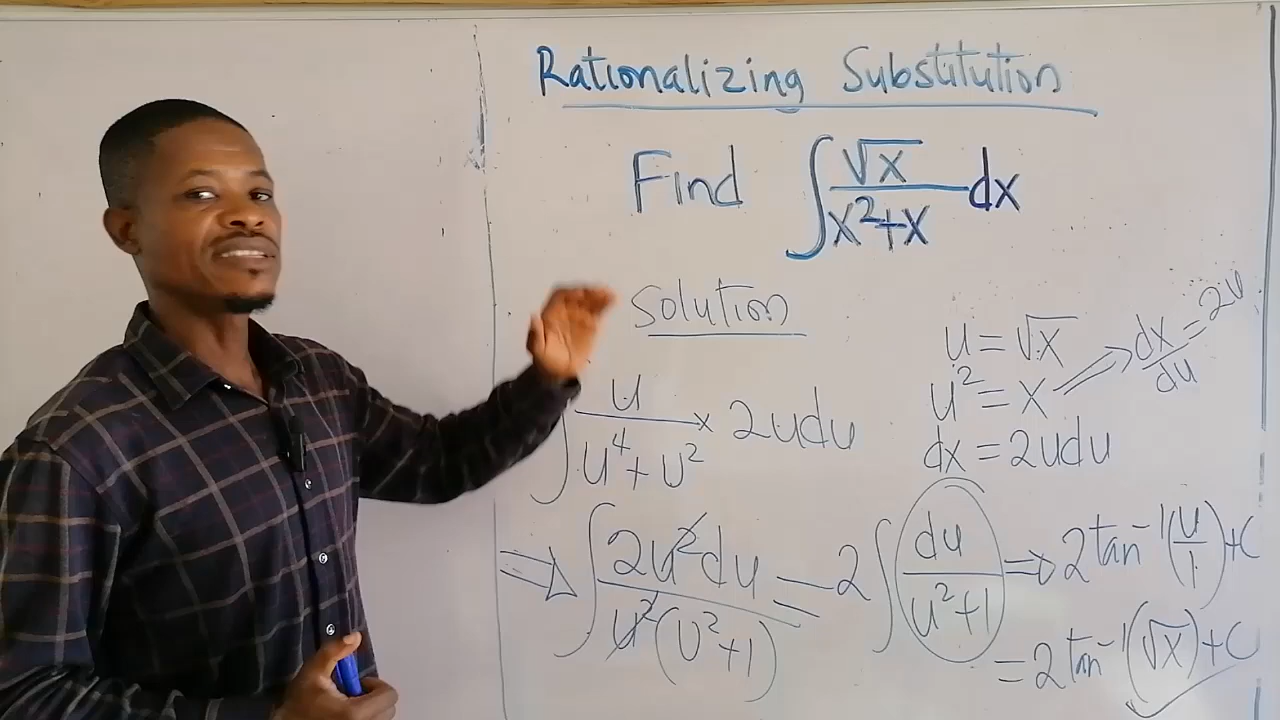 Rationalizing Substitution
Find ∫ √x / (x²+x) dx
Solution
u = √x
u² = x ⟹ dx/du = 2u
dx = 2udu
∫ u / (u⁴+u²) × 2udu
⟹ ∫ 2u²du / u²(u²+1) = 2 ∫ du / (u²+1) ⟹ 2tan⁻¹(u/1)+C
= 2tan⁻¹(√x)+C